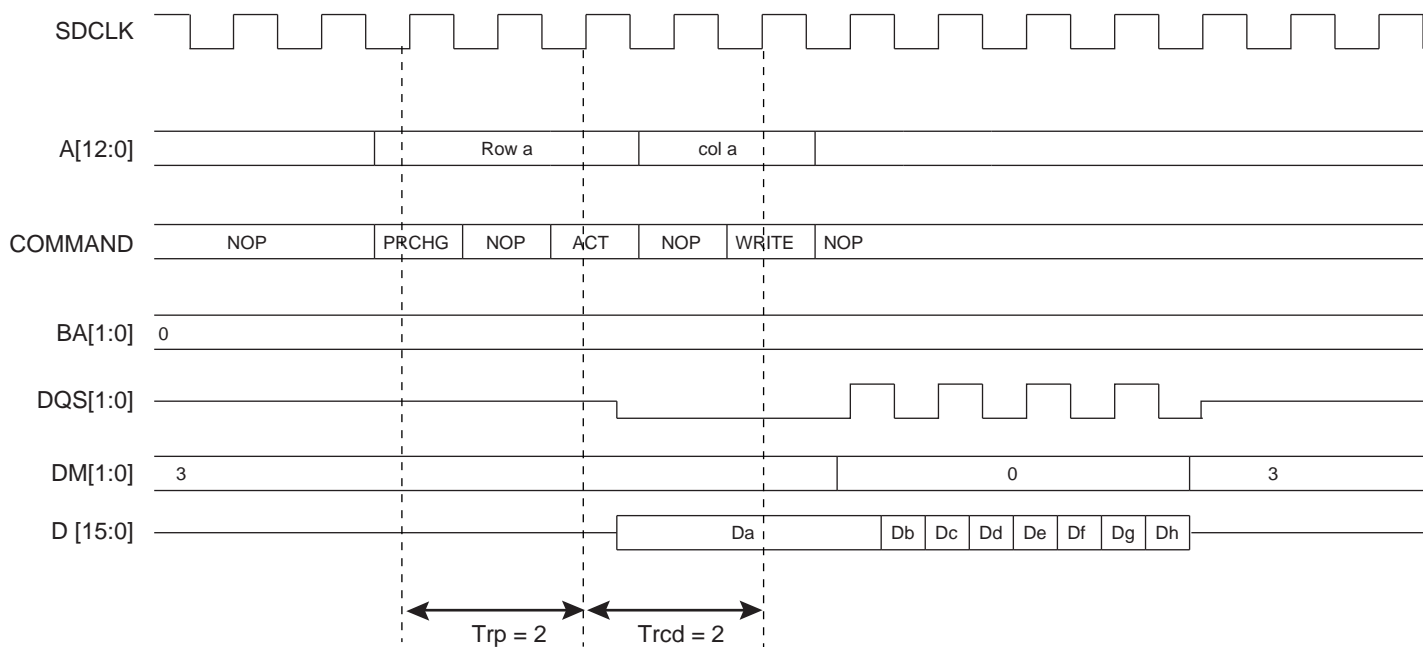 SDCLK
A[12:0] Row a col a
COMMAND NOP PRCHG NOP ACT NOP WRITE NOP
BA[1:0] 0
DQS[1:0]
DM[1:0] 3 0 3
D [15:0] Da Db Dc Dd De Df Dg Dh
Trp = 2 Trcd = 2